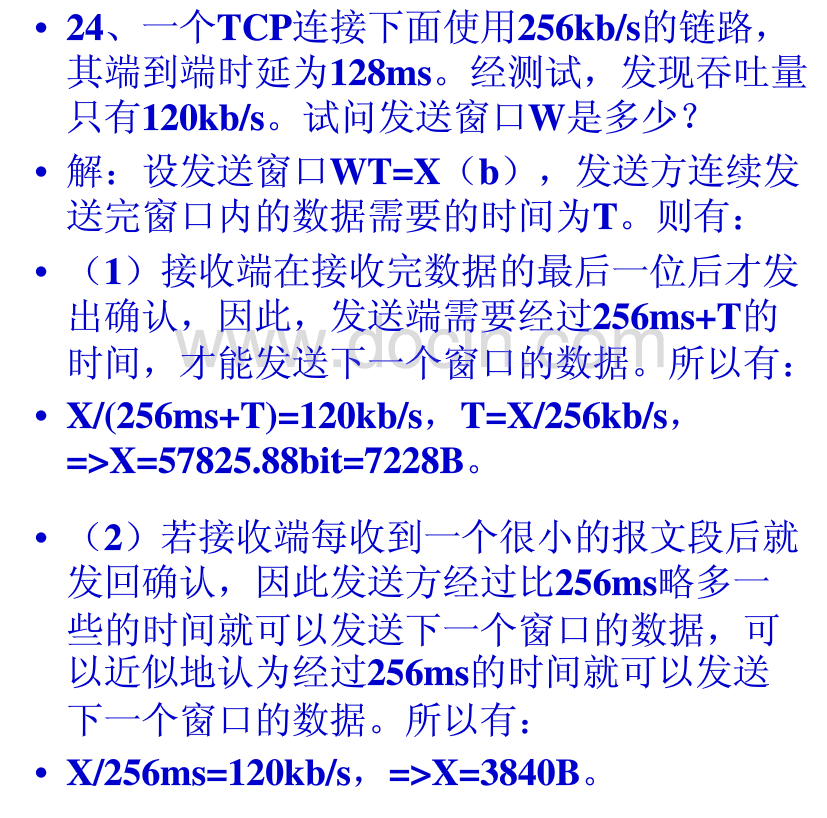 • 24、一个TCP连接下面使用256kb/s的链路，
其端到端时延为128ms。经测试，发现吞吐量
只有120kb/s。试问发送窗口W是多少？
• 解：设发送窗口WT=X（b），发送方连续发
送完窗口内的数据需要的时间为T。则有：
• （1）接收端在接收完数据的最后一位后才发
出确认，因此，发送端需要经过256ms+T的
时间，才能发送下一个窗口的数据。所以有：
www.docin.com
• X/(256ms+T)=120kb/s，T=X/256kb/s，
=>X=57825.88bit=7228B。
• （2）若接收端每收到一个很小的报文段后就
发回确认，因此发送方经过比256ms略多一
些的时间就可以发送下一个窗口的数据，可
以近似地认为经过256ms的时间就可以发送
下一个窗口的数据。所以有：
• X/256ms=120kb/s，=>X=3840B。